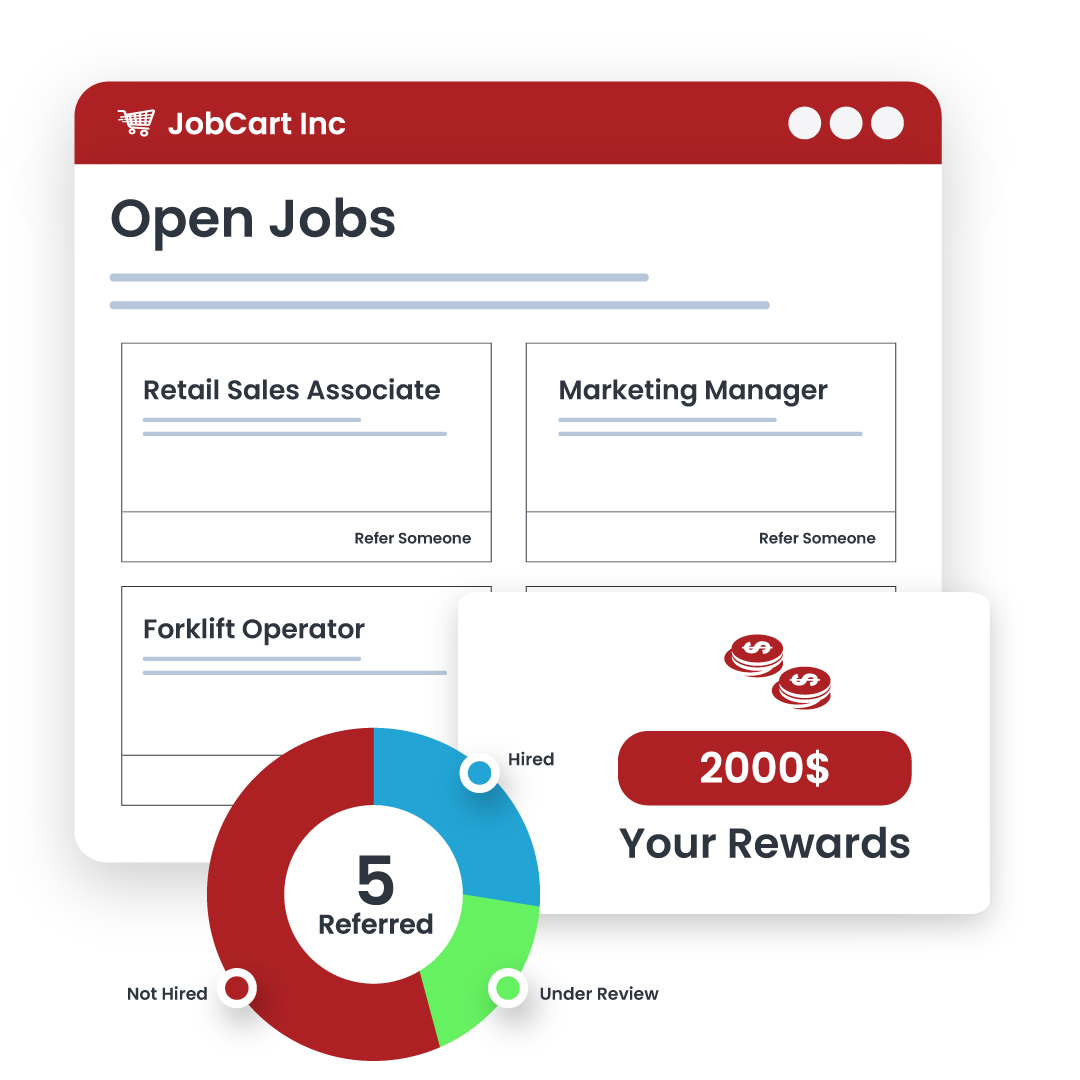 JobCart Inc
Open Jobs
Retail Sales Associate
Marketing Manager
Refer Someone
Refer Someone
Forklift Operator
$
$
2000$
Your Rewards
Hired
5
Referred
Not Hired
Under Review